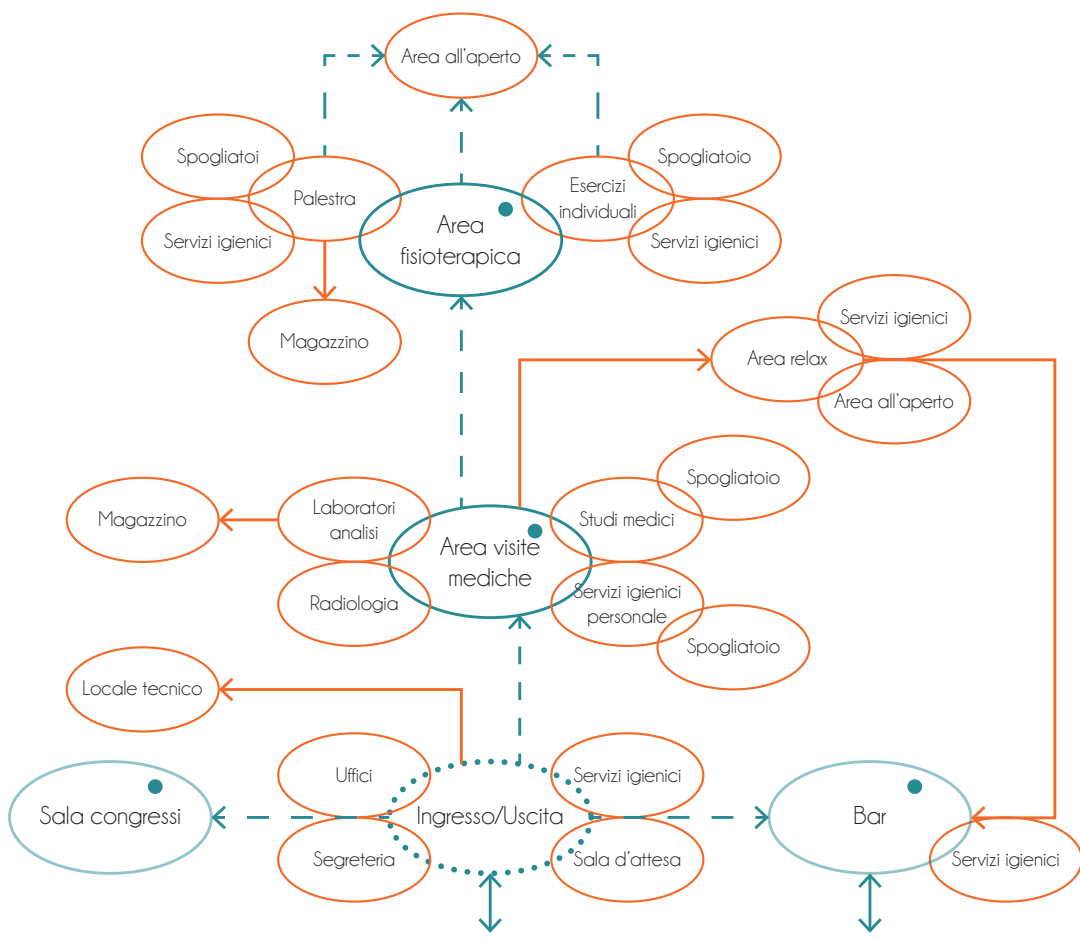 Area all'aperto
Spogliatoi
Spogliatoio
Palestra
Esercizi
individuali
Area
fisioterapica
Servizi igienici
Servizi igienici
Magazzino
Servizi igienici
Area relax
Area all'aperto
Spogliatoio
Magazzino
Laboratori
analisi
Studi medici
Area visite
mediche
Radiologia
Servizi igienici
personale
Spogliatoio
Locale tecnico
Uffici
Servizi igienici
Sala congressi
Ingresso/Uscita
Bar
Segreteria
Sala d'attesa
Servizi igienici